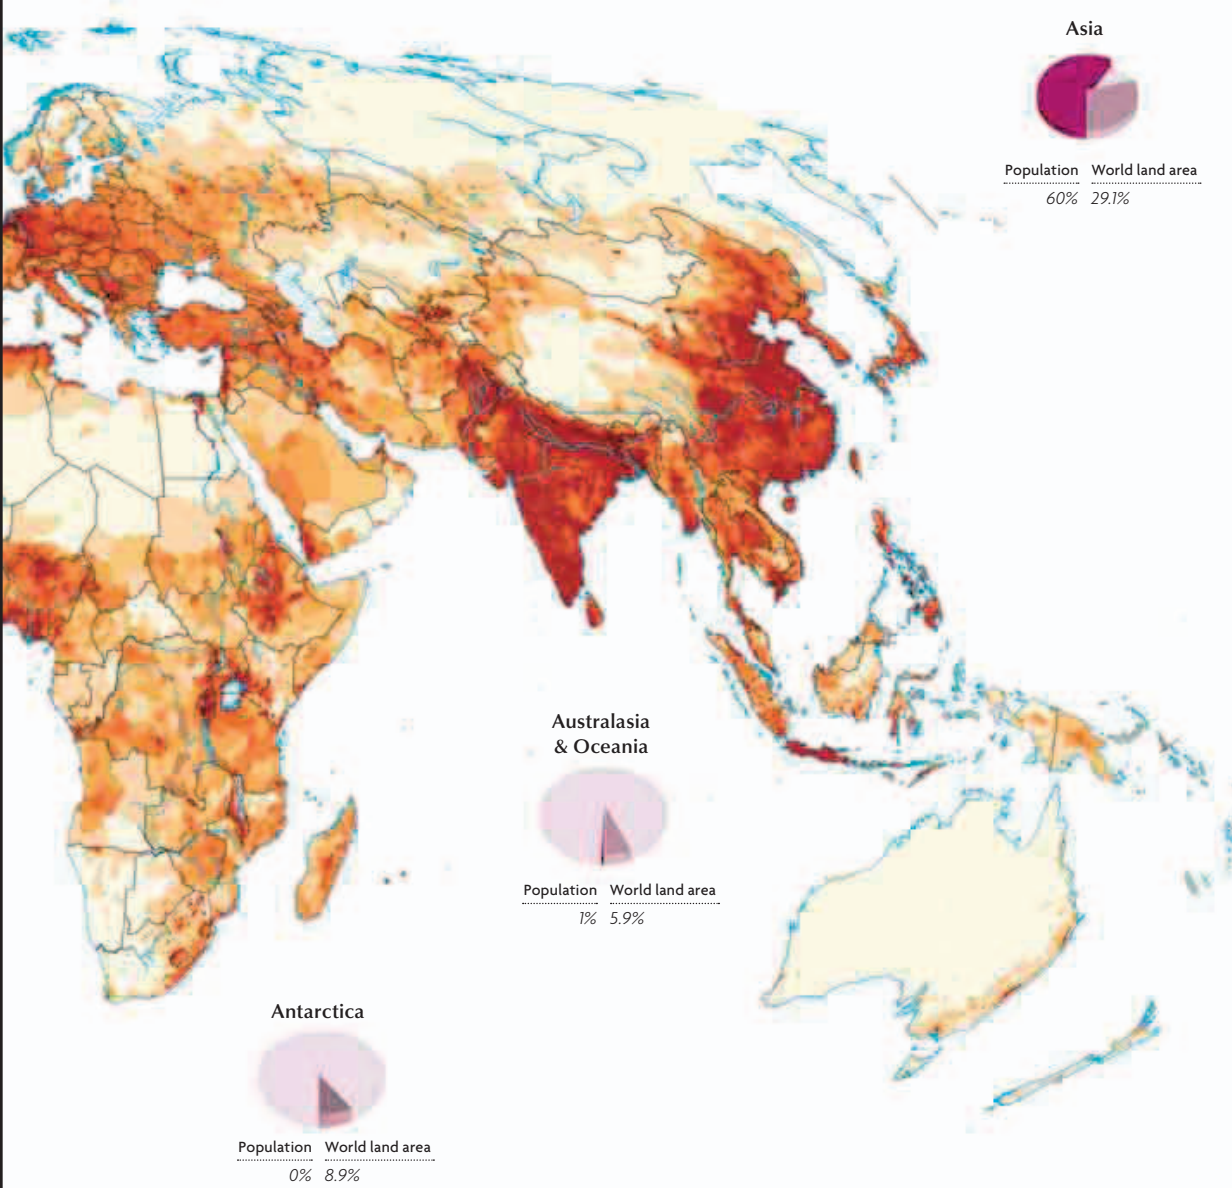 Asia
Population World land area
60% 29.1%
Australasia
& Oceania
Population World land area
1% 5.9%
Antarctica
Population World land area
0% 8.9%